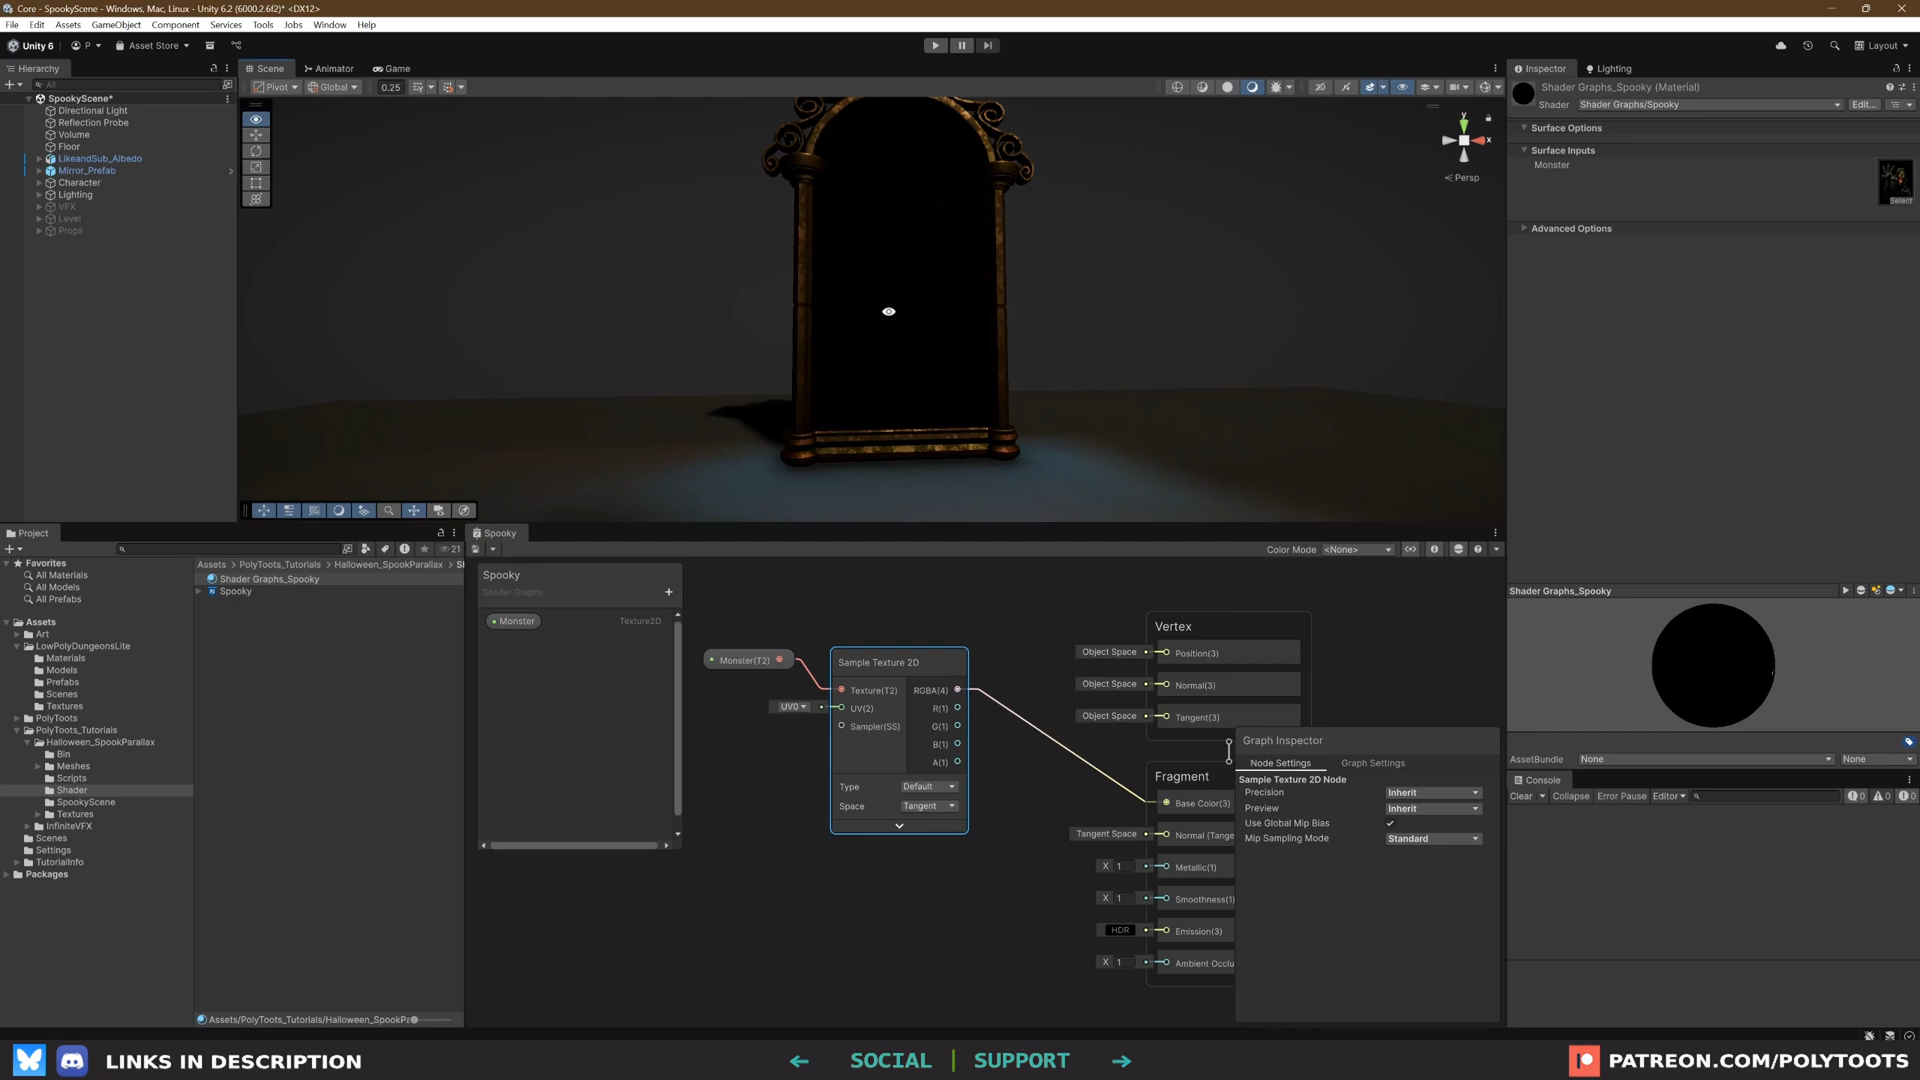 Core - SpookyScene - Windows, Mac, Linux - Unity 6.2 (6000.2.6f2)* <DX12>
File Edit Assets GameObject Component Services Tools Jobs Window Help
Unity 6 P Asset Store Layout
Hierarchy Scene Animator Game Inspector Lighting
All Pivot Global 0.25
SpookyScene*
Directional Light
Reflection Probe
Volume
Floor
LikeandSub_Albedo
Mirror_Prefab
Character
Lighting
VFX
Level
Props
y
x
Persp
Shader Graphs_Spooky (Material)
Shader Shader Graphs/Spooky Edit...
Surface Options
Surface Inputs
Monster
Select
Advanced Options
Project
21
Favorites
All Materials
All Models
All Prefabs
Assets
Art
LowPolyDungeonsLite
Materials
Models
Prefabs
Scenes
Textures
PolyToots
PolyToots_Tutorials
Halloween_SpookParallax
Bin
Meshes
Scripts
Shader
SpookyScene
Textures
InfiniteVFX
Scenes
Settings
TutorialInfo
Packages
Assets PolyToots_Tutorials Halloween_SpookParallax
Shader Graphs_Spooky
Spooky
Assets/PolyToots_Tutorials/Halloween_SpookPa
Spooky
Color Mode <None>
Spooky
Shader Graphs
Monster Texture2D
Monster(T2)
UV0
Sample Texture 2D
Texture(T2) RGBA(4)
UV(2) R(1)
Sampler(SS) G(1)
B(1)
A(1)
Type Default
Space Tangent
Vertex
Object Space Position(3)
Object Space Normal(3)
Object Space Tangent(3)
Fragment
Base Color(3)
Tangent Space Normal (Tange
X 1 Metallic(1)
X 1 Smoothness(1)
HDR Emission(3)
X 1 Ambient Occlu
Graph Inspector
Node Settings Graph Settings
Sample Texture 2D Node
Precision Inherit
Preview Inherit
Use Global Mip Bias
Mip Sampling Mode Standard
Shader Graphs_Spooky
AssetBundle None None
Console
Clear Collapse Error Pause Editor 0 0 0
LINKS IN DESCRIPTION
SOCIAL | SUPPORT
PATREON.COM/POLYTOOTS